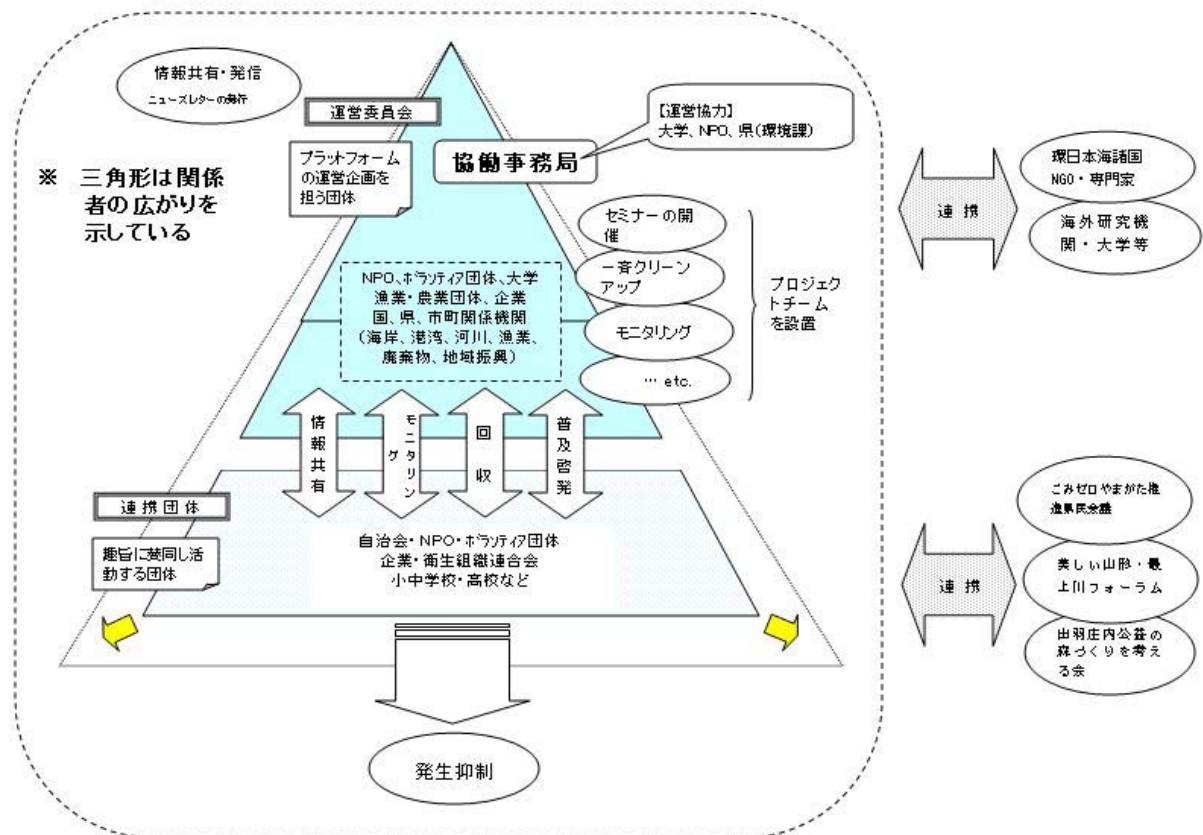 情報共有・発信
ニューズレターの発行
運営委員会
プラットフォーム
の運営企画を
担う団体
【運営協力】
大学、NPO、県(環境課)
協働事務局
※ 三角形は関係
者の広がりを
示している
セミナーの開
催
一斉クリーン
アップ
モニタリング
… etc.
プロジェク
トチーム
を設置
NPO、ボランティア団体、大学
漁業・農業団体、企業
国、県、市町関係機関
(海岸、港湾、河川、漁業、
廃棄物、地域振興)
情報共有
モニタリング
回収
普及啓発
連携団体
趣旨に賛同し活
動する団体
自治会・NPO・ボランティア団体
企業・衛生組織連合会
小中学校・高校など
発生抑制
連携
環日本海諸国
NGO・専門家
海外研究機
関・大学等
連携
ごみゼロやまがた推
進県民会議
美しい山形・最
上川フォーラム
出羽庄内公益の
森づくりを考え
る会